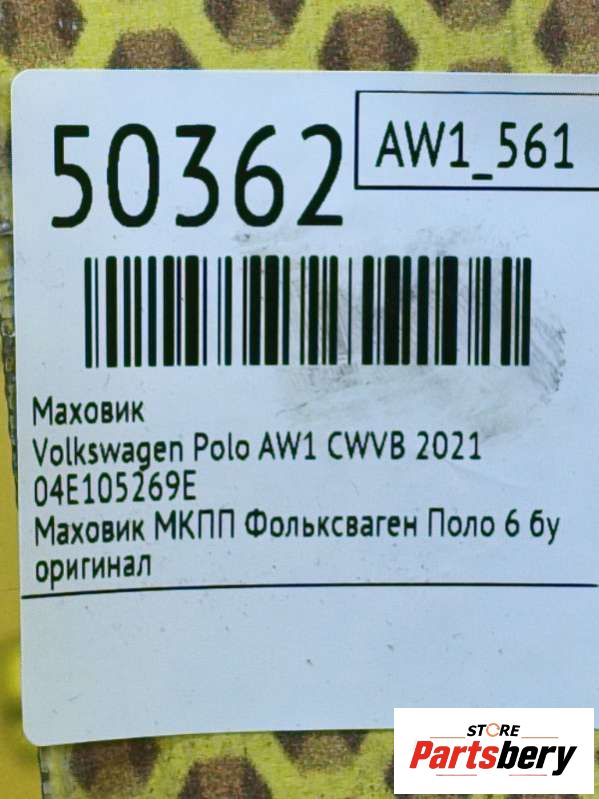 50362
AW1_561
Маховик
Volkswagen Polo AW1 CWVB 2021
04E105269E
Маховик МКПП Фольксваген Поло 6 бу
оригинал
STORE
Partsbery